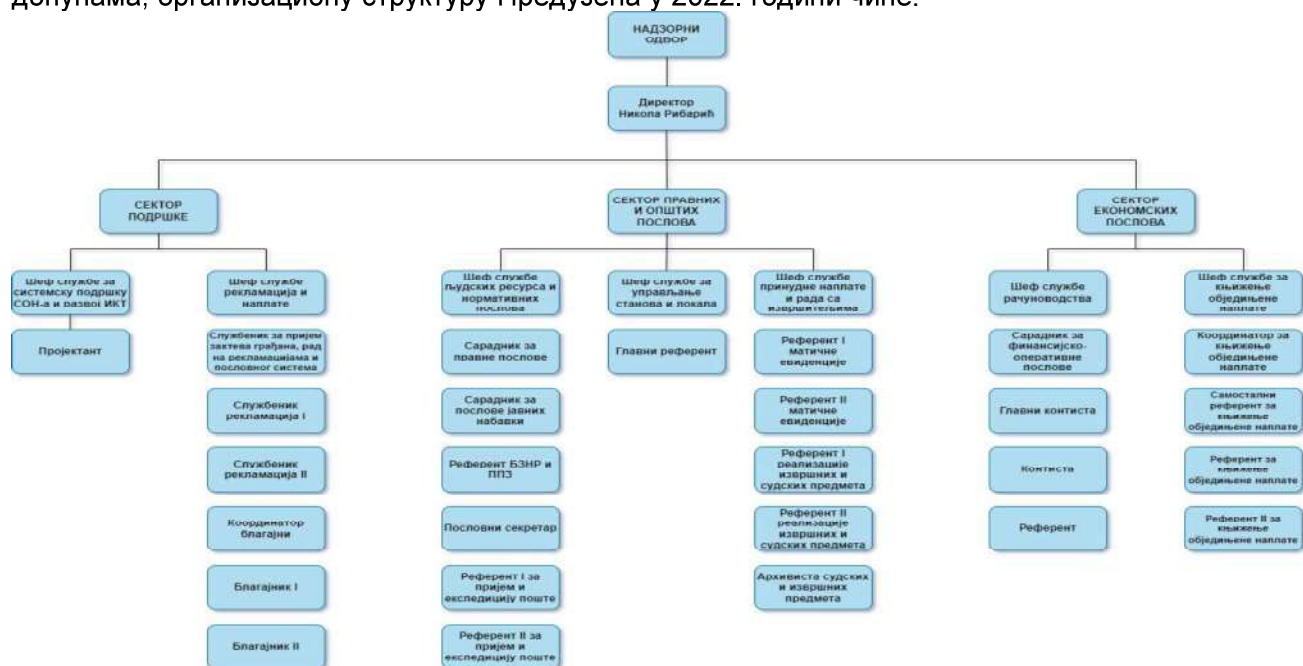 допунама, организациону структуру Предузећа у 2022. години чине:
НАДЗОРНИ
ОДБОР
Директор
Никола Рибарић
СЕКТОР
ПОДРШКЕ
СЕКТОР ПРАВНИХ
И ОПШТИХ
ПОСЛОВА
СЕКТОР
ЕКОНОМСКИХ
ПОСЛОВА
Шеф службе за
системску подршку
СОН-а и развој ИКТ
Пројектант
Шеф службе
рекламација и
наплате
Службеник за пријем
захтева грађана, рад
на рекламацијама и
пословног система
Службеник
рекламација I
Службеник
рекламација II
Координатор
благајни
Благајник I
Благајник II
Шеф службе
људских ресурса и
нормативних
послова
Сарадник за
правне послове
Сарадник за
послове јавних
набавки
Референт БЗНР и
ППЗ
Пословни секретар
Референт I за
пријем и
експедицију поште
Референт II за
пријем и
експедицију поште
Шеф службе за
управљање
станова и локала
Главни референт
Шеф службе
принудне наплате
и рада са
извршитељима
Референт I
матичне
евиденције
Референт II
матичне
евиденције
Референт I
реализације
извршних и
судских предмета
Референт II
реализације
извршних и
судских предмета
Архивиста судских
и извршних
предмета
Шеф службе
рачуноводства
Сарадник за
финансијско-
оперативне
послове
Главни контиста
Контиста
Референт
Шеф службе за
књижење
обједињене
наплате
Координатор за
књижење
обједињене
наплате
Самостални
референт за
књижење
обједињене наплате
Референт за
књижење
обједињене наплате
Референт II за
књижење
обједињене наплате